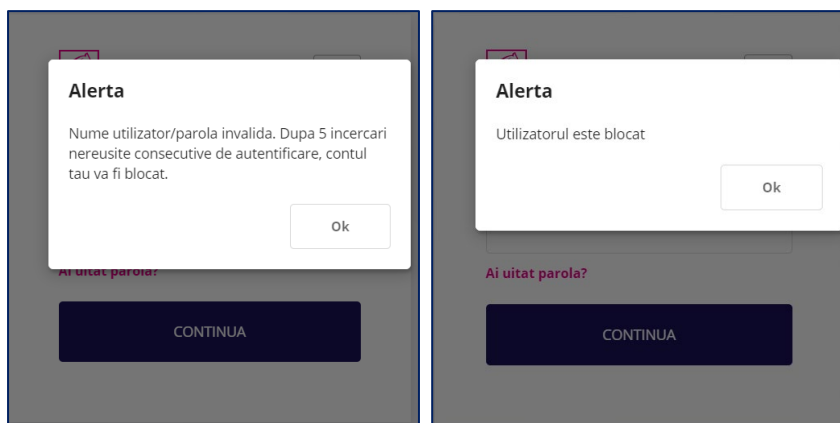 Alerta
Nume utilizator/parola invalida. Dupa 5 incercari
nereusite consecutive de autentificare, contul
tau va fi blocat.
Ok
Ai uitat parola?
CONTINUA
Alerta
Utilizatorul este blocat
Ok
Ai uitat parola?
CONTINUA